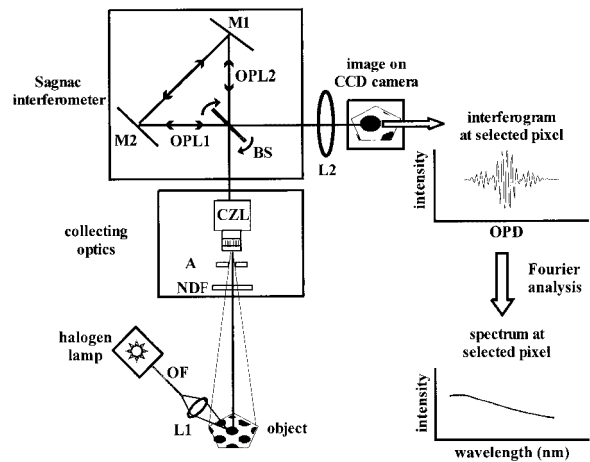 M1
Sagnac
interferometer
OPL2
M2
OPL1
BS
L2
image on
CCD camera
interferogram
at selected pixel
intensity
OPD
collecting
optics
CZL
A
NDF
Fourier
analysis
halogen
lamp
OF
L1
object
spectrum at
selected pixel
intensity
wavelength (nm)